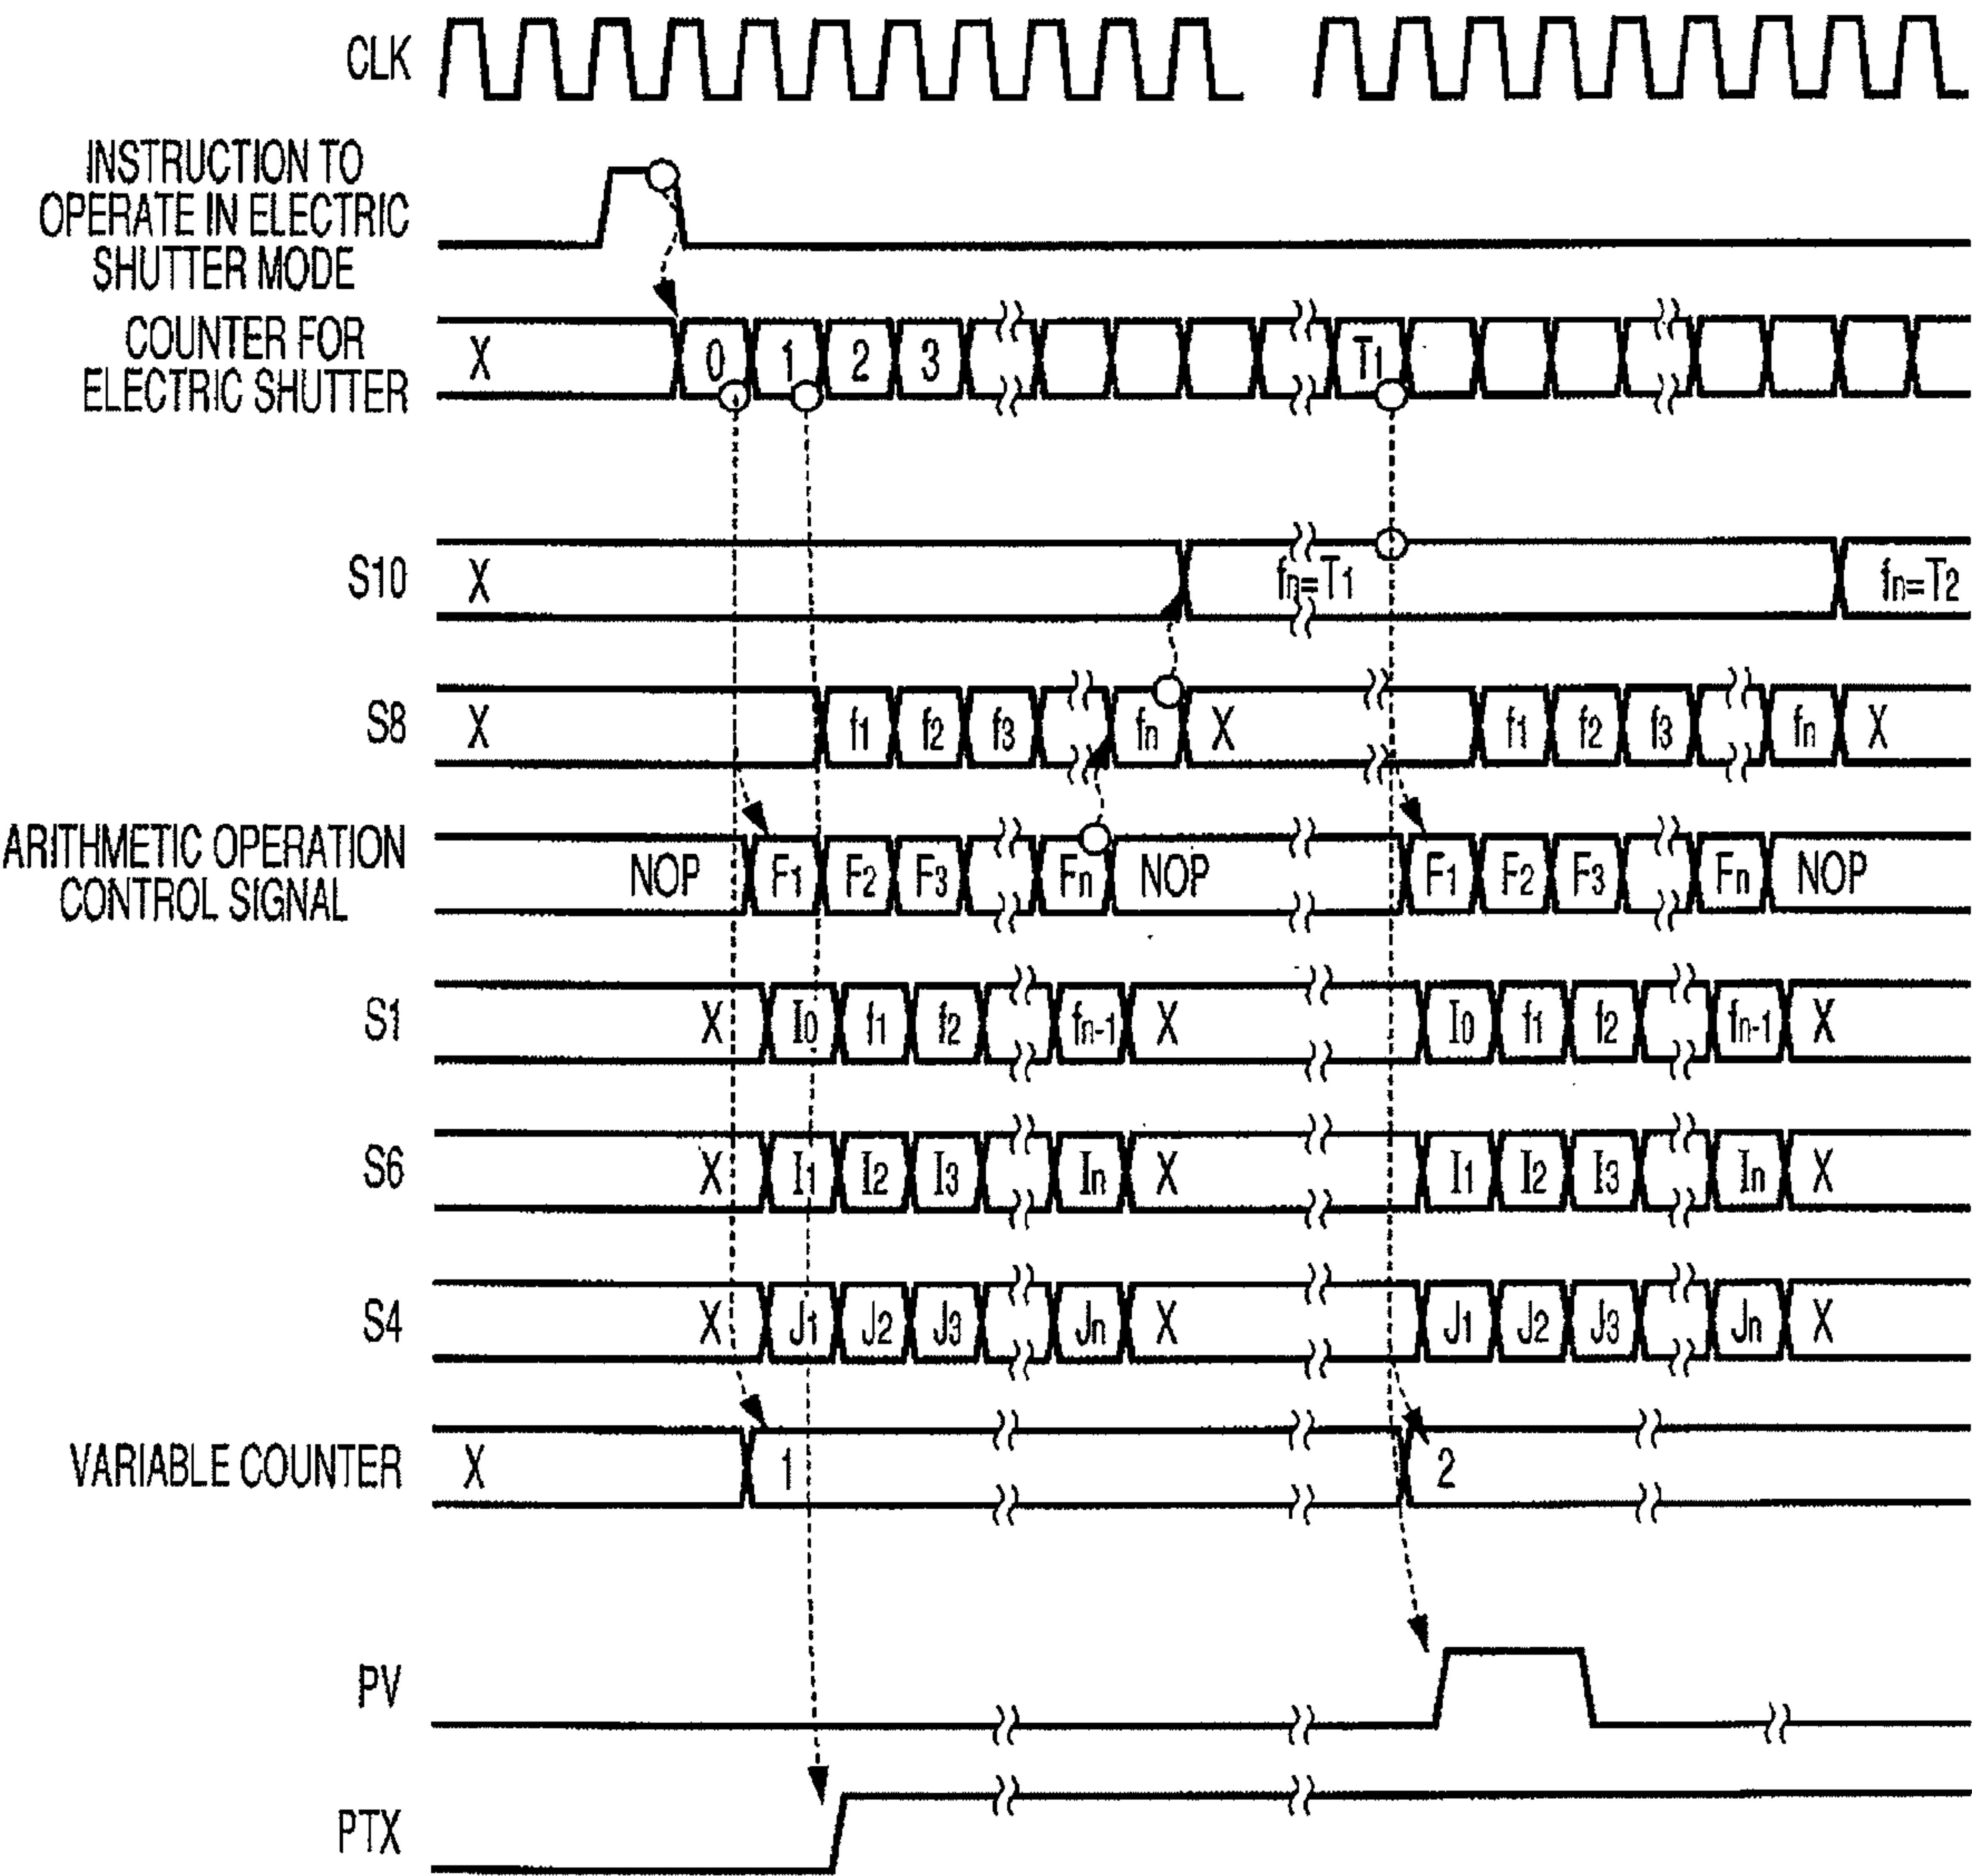 CLK
INSTRUCTION TO
OPERATE IN ELECTRIC
SHUTTER MODE
COUNTER FOR
ELECTRIC SHUTTER
X 0 1 2 3 T1
S10
X fn=T1 fn=T2
S8
X f1 f2 f3 fn X f1 f2 f3 fn X
ARITHMETIC OPERATION
CONTROL SIGNAL
NOP F1 F2 F3 Fn NOP F1 F2 F3 Fn NOP
S1
X I0 f1 f2 fn-1 X I0 f1 f2 fn-1 X
S6
X I1 I2 I3 In X I1 I2 I3 In X
S4
X J1 J2 J3 Jn X J1 J2 J3 Jn X
VARIABLE COUNTER
X 1 2
PV
PTX